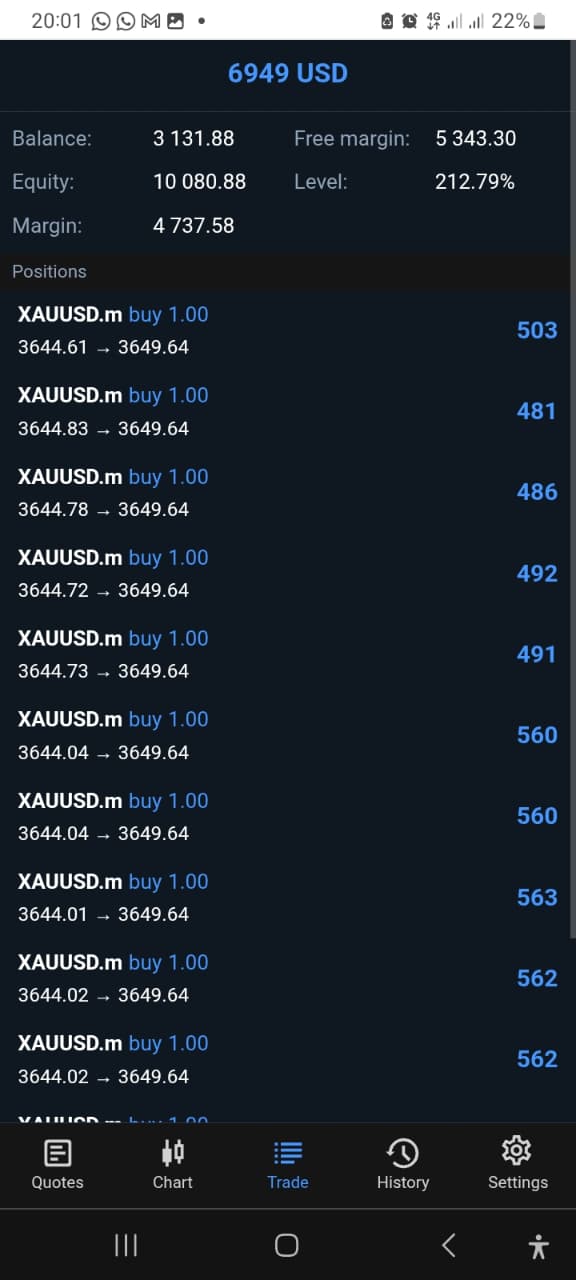 20:01 4G 22%
6949 USD
Balance: 3 131.88 Free margin: 5 343.30
Equity: 10 080.88 Level: 212.79%
Margin: 4 737.58
Positions
XAUUSD.m buy 1.00
503
3644.61 → 3649.64
XAUUSD.m buy 1.00
481
3644.83 → 3649.64
XAUUSD.m buy 1.00
486
3644.78 → 3649.64
XAUUSD.m buy 1.00
492
3644.72 → 3649.64
XAUUSD.m buy 1.00
491
3644.73 → 3649.64
XAUUSD.m buy 1.00
560
3644.04 → 3649.64
XAUUSD.m buy 1.00
560
3644.04 → 3649.64
XAUUSD.m buy 1.00
563
3644.01 → 3649.64
XAUUSD.m buy 1.00
562
3644.02 → 3649.64
XAUUSD.m buy 1.00
562
3644.02 → 3649.64
XAUUSD.m buy 1.00
Quotes Chart Trade History Settings